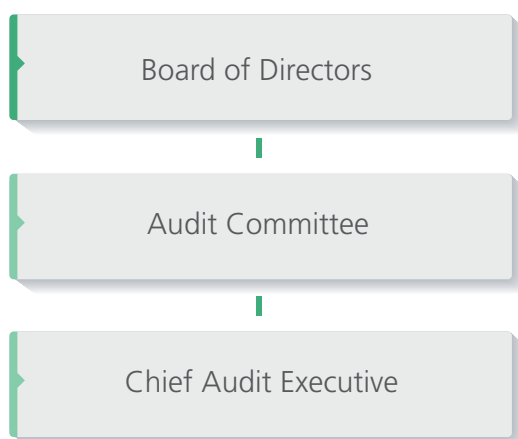 Board of Directors
Audit Committee
Chief Audit Executive